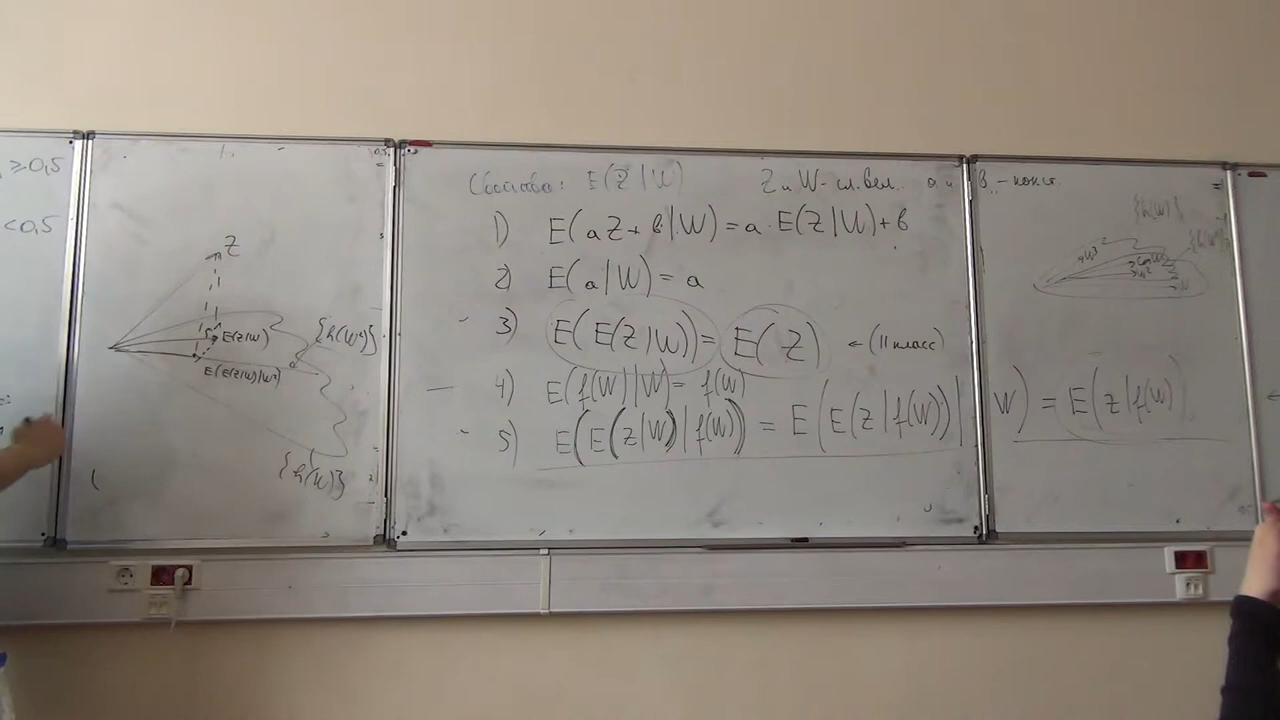 ≥0,5
<0,5
Z
E(Z|W)
E(E(Z|W)|W²)
{h(W²)}
{h(W)}
Свойства: E(Z|W) Z и W - сл. вел. a и b - конст.
1) E(aZ+b|W)=a·E(Z|W)+b
2) E(a|W)=a
3) E(E(Z|W))=E(Z) ← (11 класс)
4) E(f(W)|W)=f(W)
5) E(E(Z|W)|f(W)) = E(E(Z|f(W))|W) = E(Z|f(W))
{h(W)}